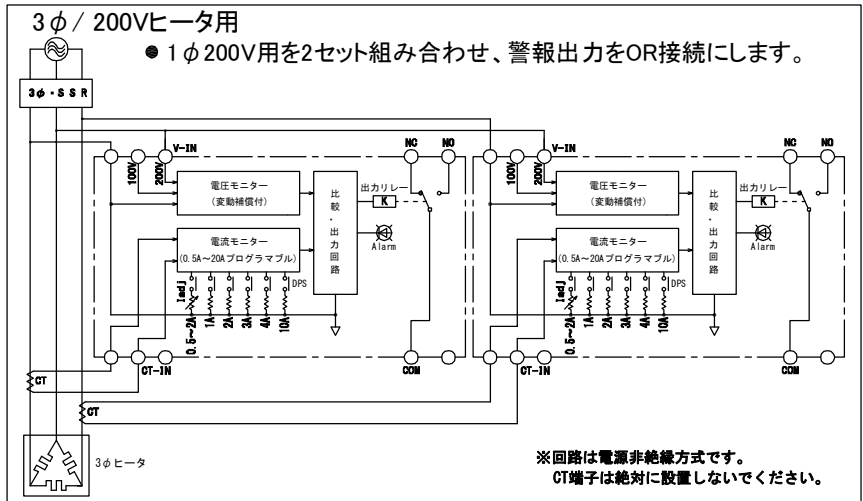 3φ/ 200Vヒータ用
● 1φ200V用を2セット組み合わせ、警報出力をOR接続にします。
3φ・SSR
V-IN
NC
NO
100V
200V
電圧モニター
(変動補償付)
比較・出力回路
出力リレー
K
Alarm
電流モニター
(0.5A～20Aプログラマブル)
DPS
Iadj
0.5～2A
1A
2A
3A
4A
10A
CT-IN
COM
V-IN
NC
NO
100V
200V
電圧モニター
(変動補償付)
比較・出力回路
出力リレー
K
Alarm
電流モニター
(0.5A～20Aプログラマブル)
DPS
Iadj
0.5～2A
1A
2A
3A
4A
10A
CT-IN
COM
CT
CT
3φヒータ
※回路は電源非絶縁方式です。
CT端子は絶対に設置しないでください。